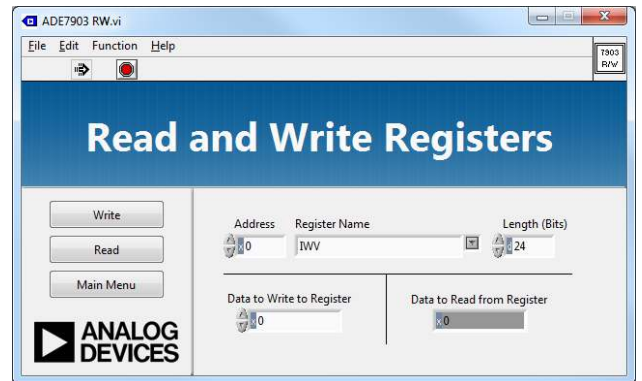 ADE7903 RW.vi
File Edit Function Help
7903
R/W
Read and Write Registers
Write
Read
Main Menu
ANALOG
DEVICES
Address Register Name Length (Bits)
x 0 IWV d 24
Data to Write to Register Data to Read from Register
x 0 x 0